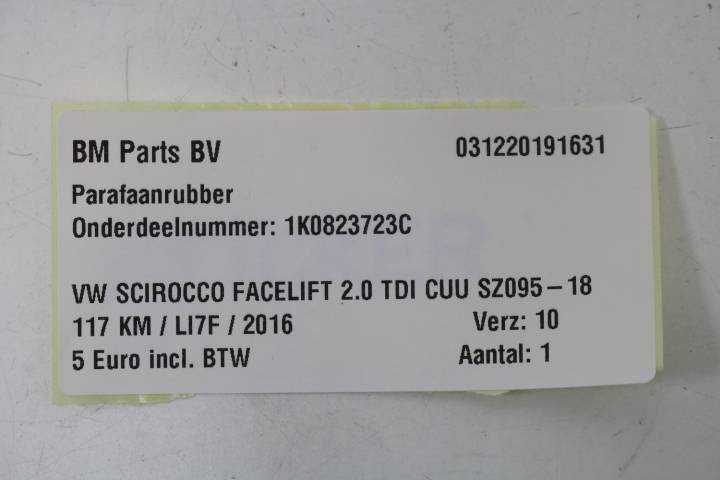 BM Parts BV 031220191631
Parafaanrubber
Onderdeelnummer: 1K0823723C
VW SCIROCCO FACELIFT 2.0 TDI CUU SZ095-18
117 KM / LI7F / 2016 Verz: 10
5 Euro incl. BTW Aantal: 1